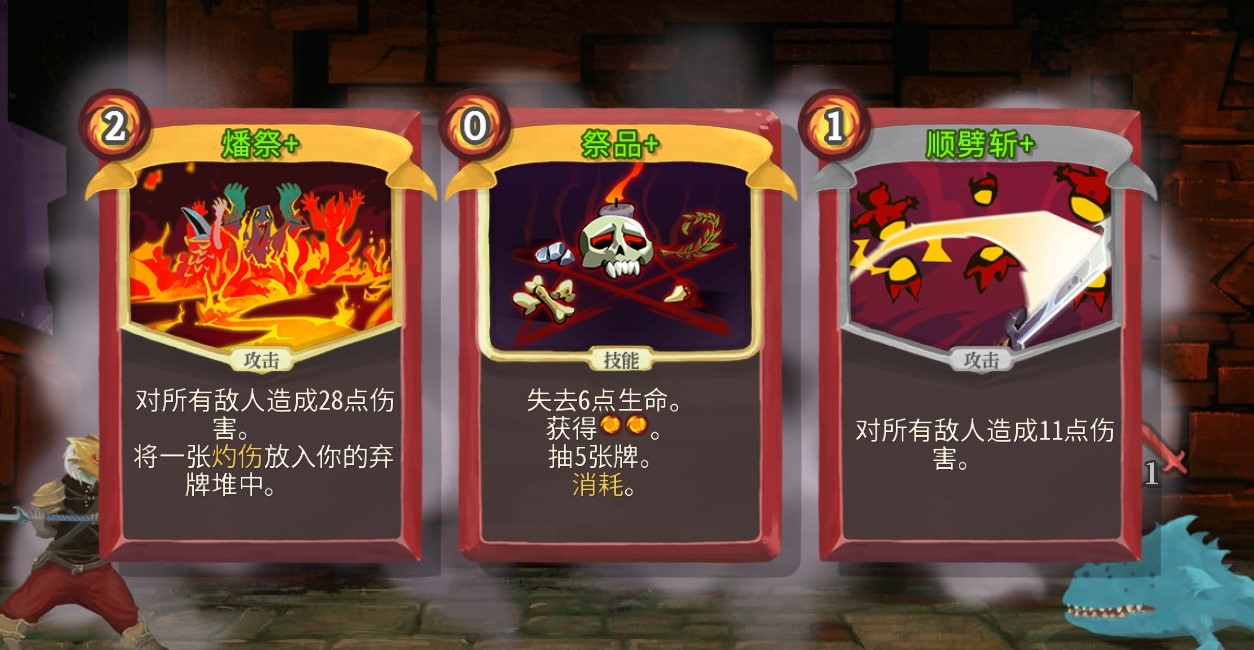 2
燔祭+
攻击
对所有敌人造成28点伤
害。
将一张灼伤放入你的弃
牌堆中。
0
祭品+
技能
失去6点生命。
获得。
抽5张牌。
消耗。
1
顺劈斩+
攻击
对所有敌人造成11点伤
害。
1